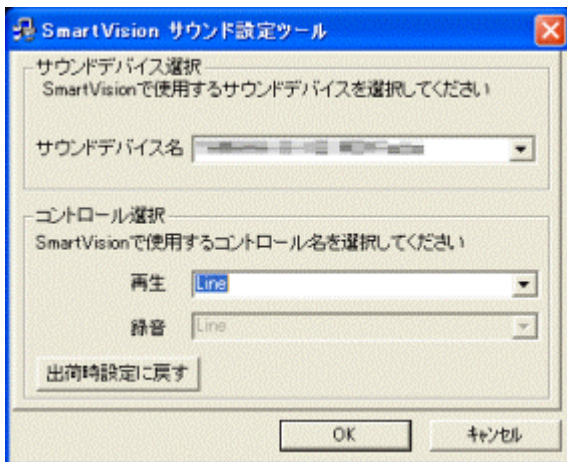 SmartVision サウンド設定ツール
サウンドデバイス選択
SmartVisionで使用するサウンドデバイスを選択してください
サウンドデバイス名
コントロール選択
SmartVisionで使用するコントロール名を選択してください
再生 Line
録音 Line
出荷時設定に戻す
OK キャンセル